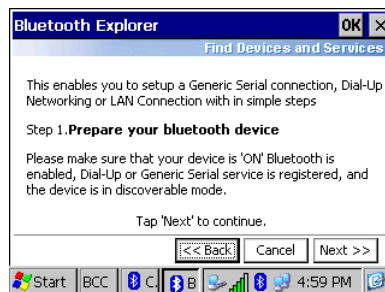 Bluetooth Explorer OK ×
Find Devices and Services
This enables you to setup a Generic Serial connection, Dial-Up
Networking or LAN Connection with in simple steps
Step 1.Prepare your bluetooth device
Please make sure that your device is 'ON' Bluetooth is
enabled, Dial-Up or Generic Serial service is registered, and
the device is in discoverable mode.
Tap 'Next' to continue.
<< Back Cancel Next >>
Start BCC C. B 4:59 PM